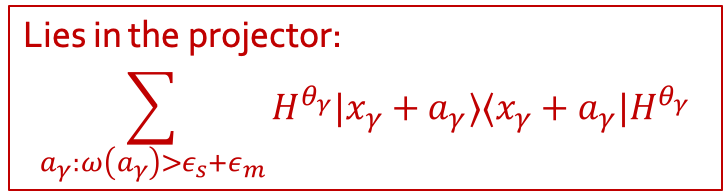 Lies in the projector:
∑ H^{θ_γ}|x_γ + a_γ⟩⟨x_γ + a_γ|H^{θ_γ}
a_γ:ω(a_γ)>ϵ_s+ϵ_m